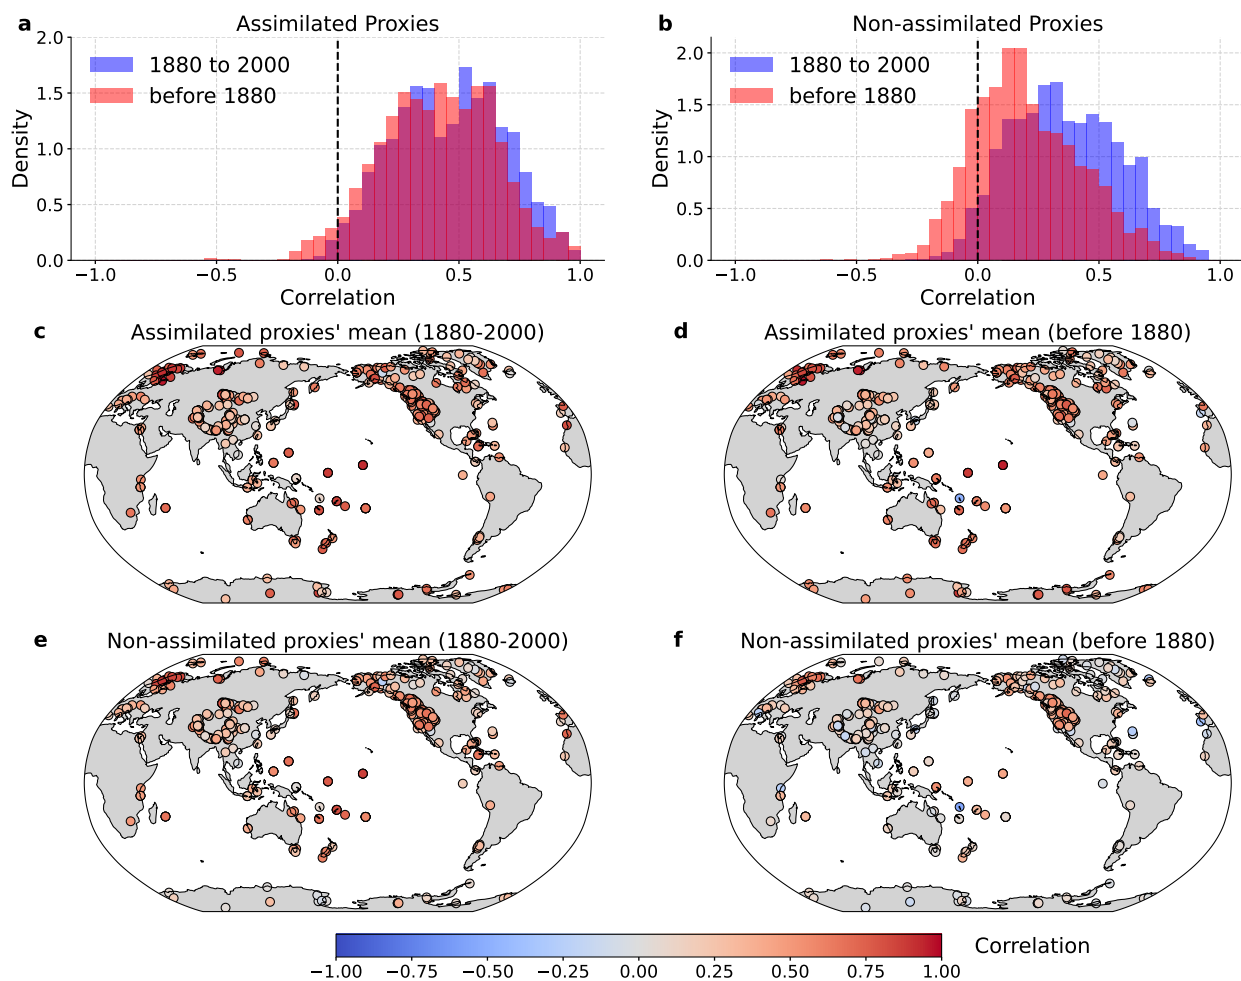 a Assimilated Proxies
2.0
1.5
1.0
0.5
0.0
Density
1880 to 2000
before 1880
−1.0 −0.5 0.0 0.5 1.0
Correlation
b Non-assimilated Proxies
2.0
1.5
1.0
0.5
0.0
Density
1880 to 2000
before 1880
−1.0 −0.5 0.0 0.5 1.0
Correlation
c Assimilated proxies' mean (1880-2000)
d Assimilated proxies' mean (before 1880)
e Non-assimilated proxies' mean (1880-2000)
f Non-assimilated proxies' mean (before 1880)
Correlation
−1.00 −0.75 −0.50 −0.25 0.00 0.25 0.50 0.75 1.00